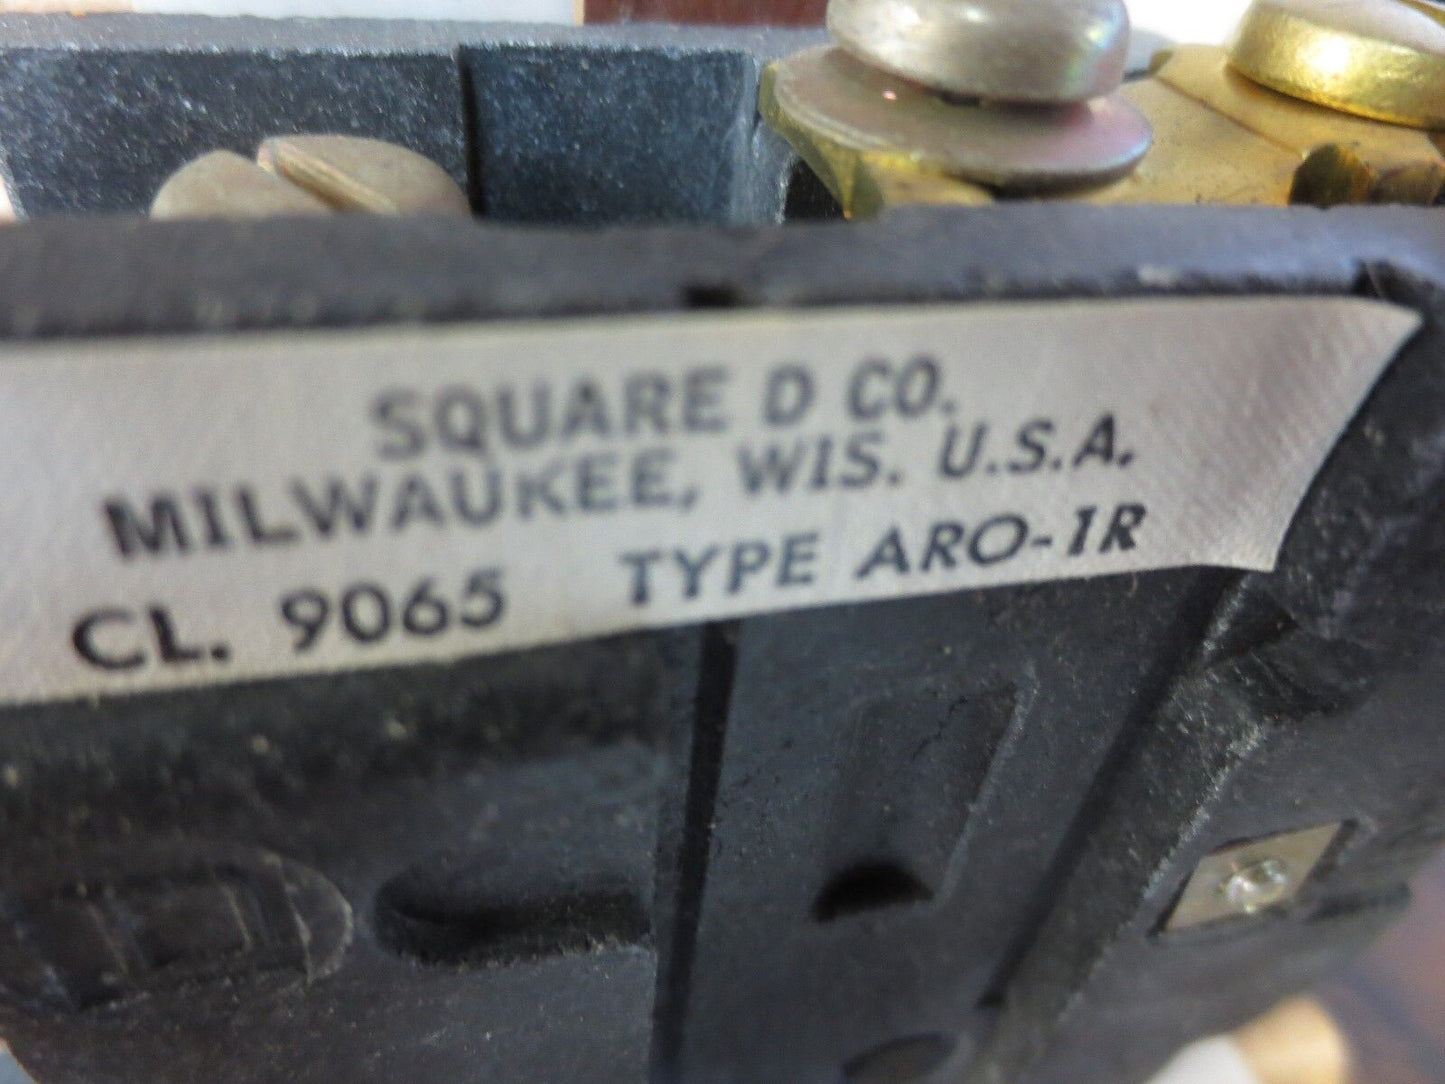 SQUARE D CO.
MILWAUKEE, WIS. U.S.A.
CL. 9065 TYPE ARO-1R